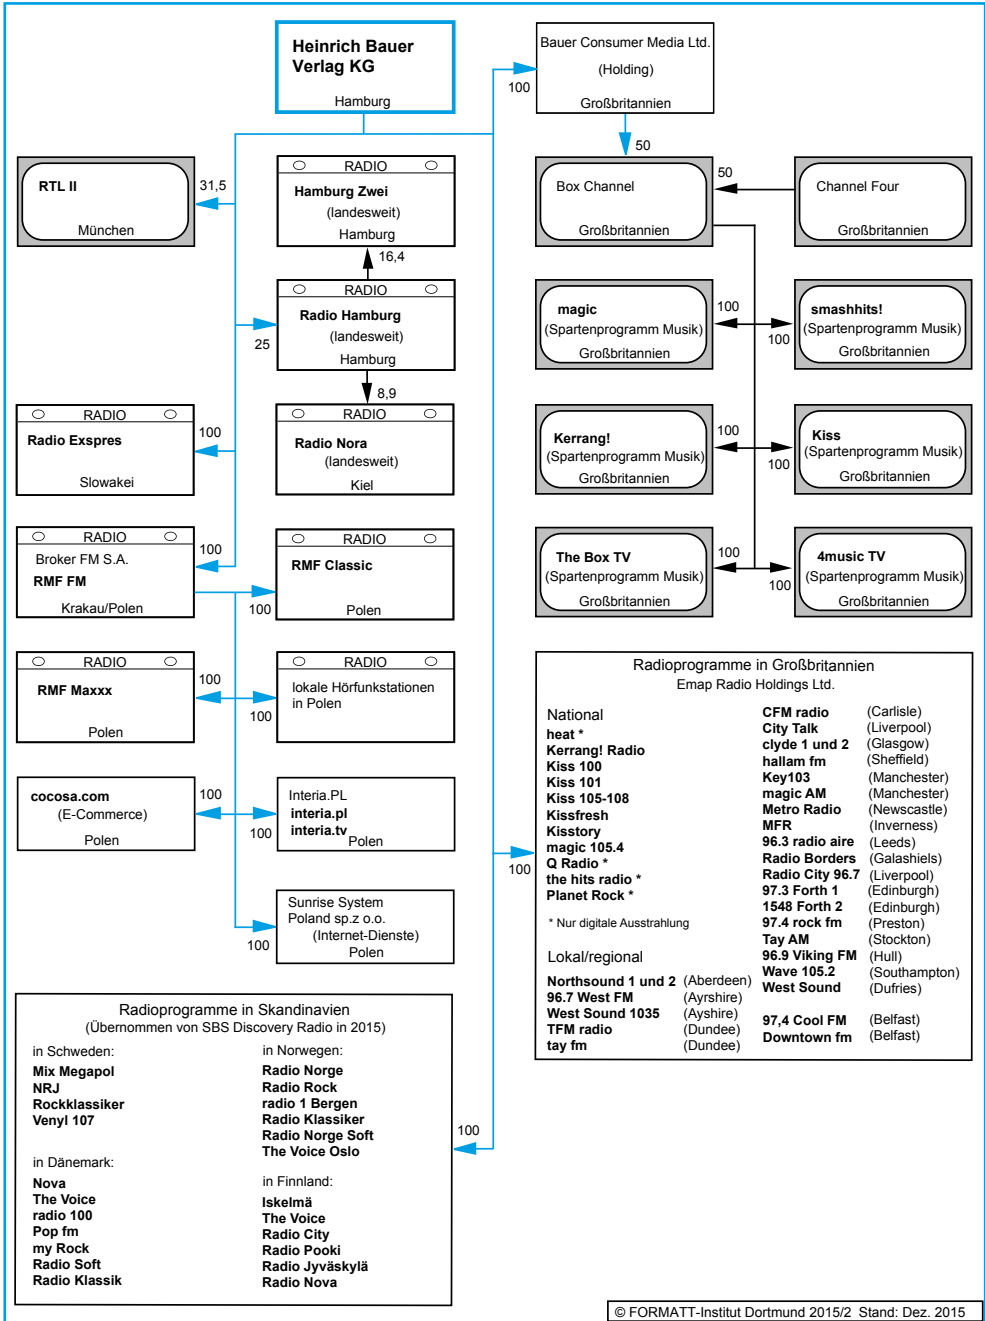 Heinrich Bauer
Verlag KG
Hamburg
Bauer Consumer Media Ltd.
(Holding)
Großbritannien
100
50
RTL II
München
31,5
RADIO
Hamburg Zwei
(landesweit)
Hamburg
16,4
Box Channel
Großbritannien
50
Channel Four
Großbritannien
RADIO
Radio Hamburg
(landesweit)
Hamburg
25
8,9
magic
(Spartenprogramm Musik)
Großbritannien
100
100
smashhits!
(Spartenprogramm Musik)
Großbritannien
RADIO
Radio Exspres
Slowakei
100
RADIO
Radio Nora
(landesweit)
Kiel
Kerrang!
(Spartenprogramm Musik)
Großbritannien
100
100
Kiss
(Spartenprogramm Musik)
Großbritannien
RADIO
Broker FM S.A.
RMF FM
Krakau/Polen
100
100
RADIO
RMF Classic
Polen
The Box TV
(Spartenprogramm Musik)
Großbritannien
100
100
4music TV
(Spartenprogramm Musik)
Großbritannien
RADIO
RMF Maxxx
Polen
100
100
RADIO
lokale Hörfunkstationen
in Polen
cocosa.com
(E-Commerce)
Polen
100
100
Interia.PL
interia.pl
interia.tv
Polen
100
Sunrise System
Poland sp.z o.o.
(Internet-Dienste)
Polen
100
Radioprogramme in Großbritannien
Emap Radio Holdings Ltd.
National
heat *
Kerrang! Radio
Kiss 100
Kiss 101
Kiss 105-108
Kissfresh
Kisstory
magic 105.4
Q Radio *
the hits radio *
Planet Rock *
* Nur digitale Ausstrahlung
Lokal/regional
Northsound 1 und 2 (Aberdeen)
96.7 West FM (Ayrshire)
West Sound 1035 (Ayshire)
TFM radio (Dundee)
tay fm (Dundee)
CFM radio (Carlisle)
City Talk (Liverpool)
clyde 1 und 2 (Glasgow)
hallam fm (Sheffield)
Key103 (Manchester)
magic AM (Manchester)
Metro Radio (Newscastle)
MFR (Inverness)
96.3 radio aire (Leeds)
Radio Borders (Galashiels)
Radio City 96.7 (Liverpool)
97.3 Forth 1 (Edinburgh)
1548 Forth 2 (Edinburgh)
97.4 rock fm (Preston)
Tay AM (Stockton)
96.9 Viking FM (Hull)
Wave 105.2 (Southampton)
West Sound (Dufries)
97,4 Cool FM (Belfast)
Downtown fm (Belfast)
Radioprogramme in Skandinavien
(Übernommen von SBS Discovery Radio in 2015)
in Schweden:
Mix Megapol
NRJ
Rockklassiker
Venyl 107
in Dänemark:
Nova
The Voice
radio 100
Pop fm
my Rock
Radio Soft
Radio Klassik
in Norwegen:
Radio Norge
Radio Rock
radio 1 Bergen
Radio Klassiker
Radio Norge Soft
The Voice Oslo
in Finnland:
Iskelmä
The Voice
Radio City
Radio Pooki
Radio Jyväskylä
Radio Nova
100
© FORMATT-Institut Dortmund 2015/2 Stand: Dez. 2015